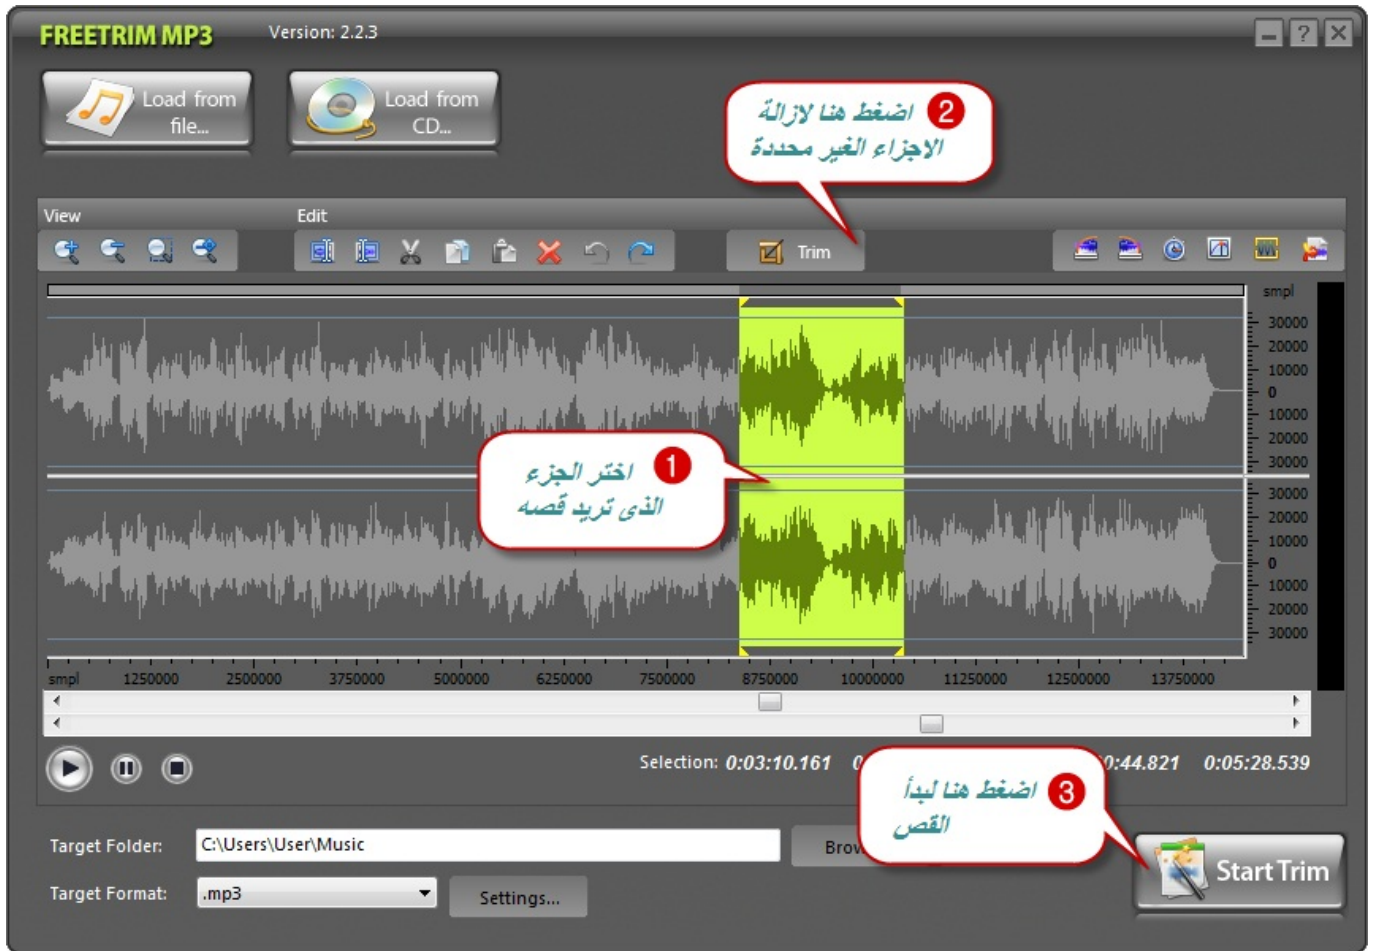 FREETRIM MP3 Version: 2.2.3
Load from
file...
Load from
CD...
2 اضغط هنا لازالة
الاجزاء الغير محددة
View Edit
Trim
smpl
30000
20000
10000
0
10000
20000
30000
1 اختر الجزء
الذى تريد قصه
30000
20000
10000
0
10000
20000
30000
smpl 1250000 2500000 3750000 5000000 6250000 7500000 8750000 10000000 11250000 12500000 13750000
Selection: 0:03:10.161 0:44.821 0:05:28.539
3 اضغط هنا لبدأ
القص
Target Folder: C:\Users\User\Music
Target Format: .mp3 Settings...
Start Trim